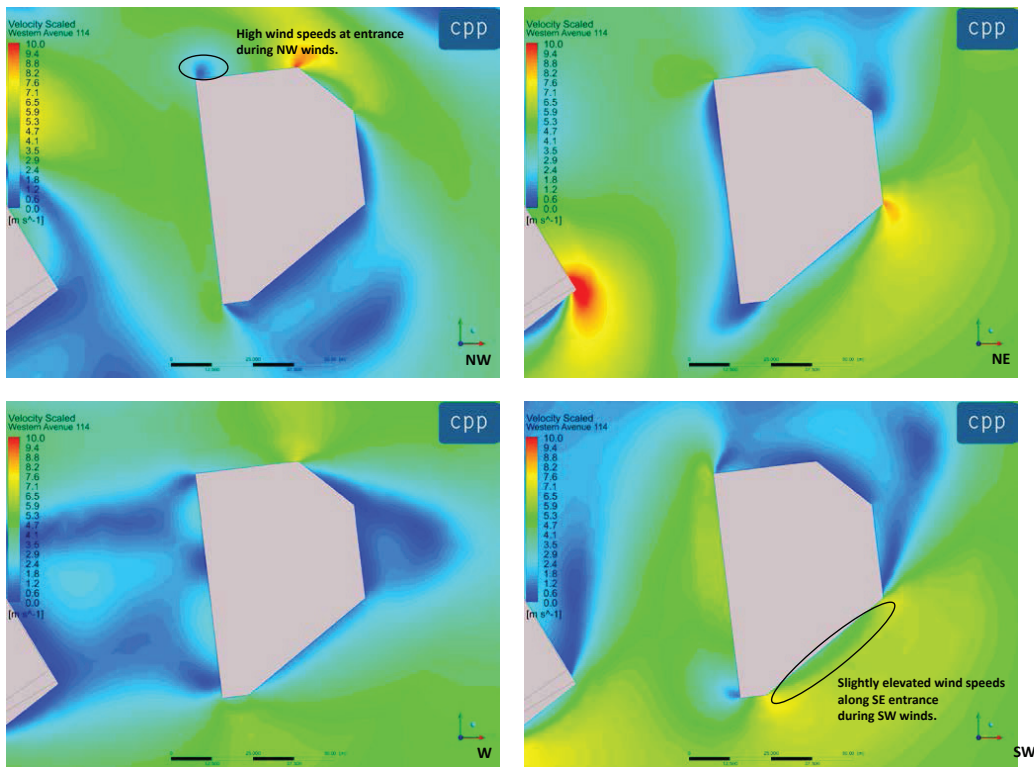 Velocity Scaled
Western Avenue 114
10.0
9.4
8.8
8.2
7.6
7.1
6.5
5.9
5.3
4.7
4.1
3.5
2.9
2.4
1.8
1.2
0.6
0.0
[m s^-1]
High wind speeds at entrance
during NW winds.
cpp
NW
Velocity Scaled
Western Avenue 114
10.0
9.4
8.8
8.2
7.6
7.1
6.5
5.9
5.3
4.7
4.1
3.5
2.9
2.4
1.8
1.2
0.6
0.0
[m s^-1]
cpp
NE
Velocity Scaled
Western Avenue 114
10.0
9.4
8.8
8.2
7.6
7.1
6.5
5.9
5.3
4.7
4.1
3.5
2.9
2.4
1.8
1.2
0.6
0.0
[m s^-1]
cpp
W
Velocity Scaled
Western Avenue 114
10.0
9.4
8.8
8.2
7.6
7.1
6.5
5.9
5.3
4.7
4.1
3.5
2.9
2.4
1.8
1.2
0.6
0.0
[m s^-1]
cpp
Slightly elevated wind speeds
along SE entrance
during SW winds.
SW